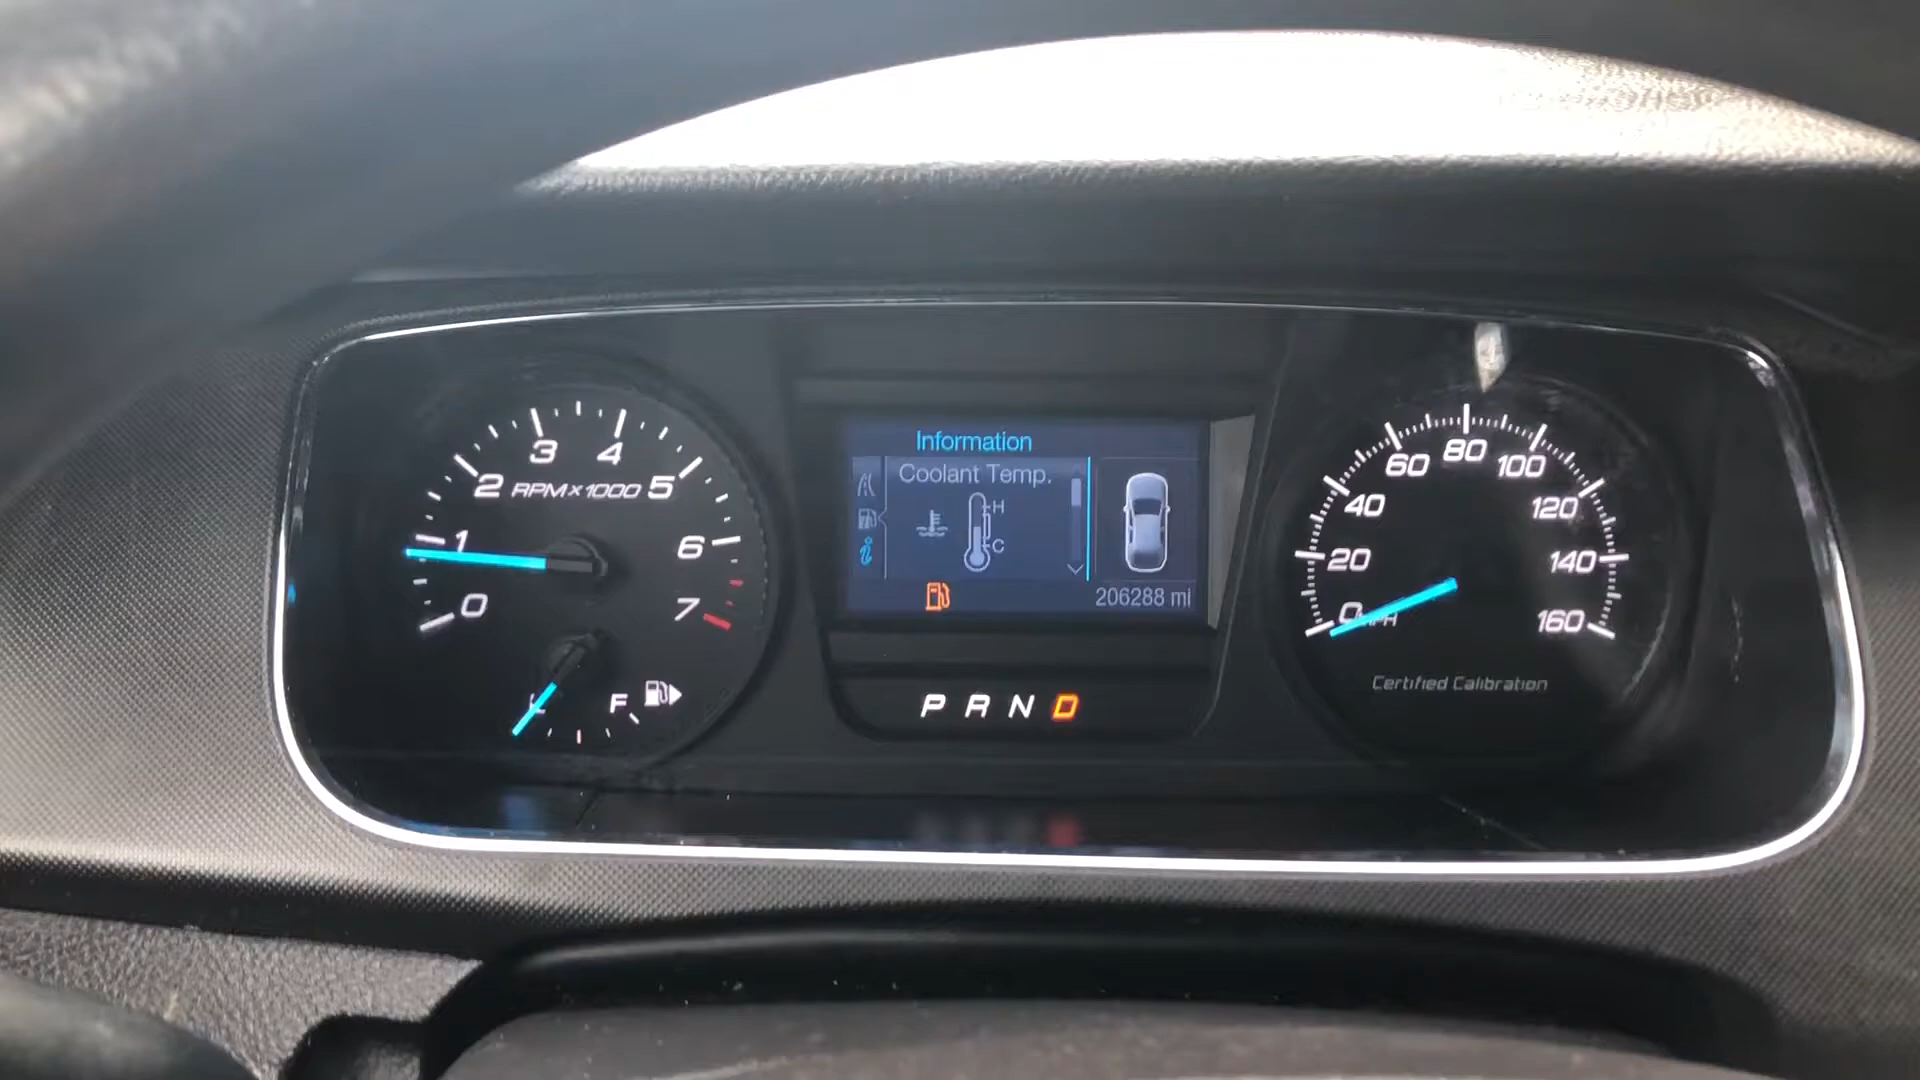 Information
Coolant Temp.
H
C
206288 mi
P R N D
0
1
2
3
4
5
6
7
RPM x 1000
F
0
20
40
60
80
100
120
140
160
Certified Calibration